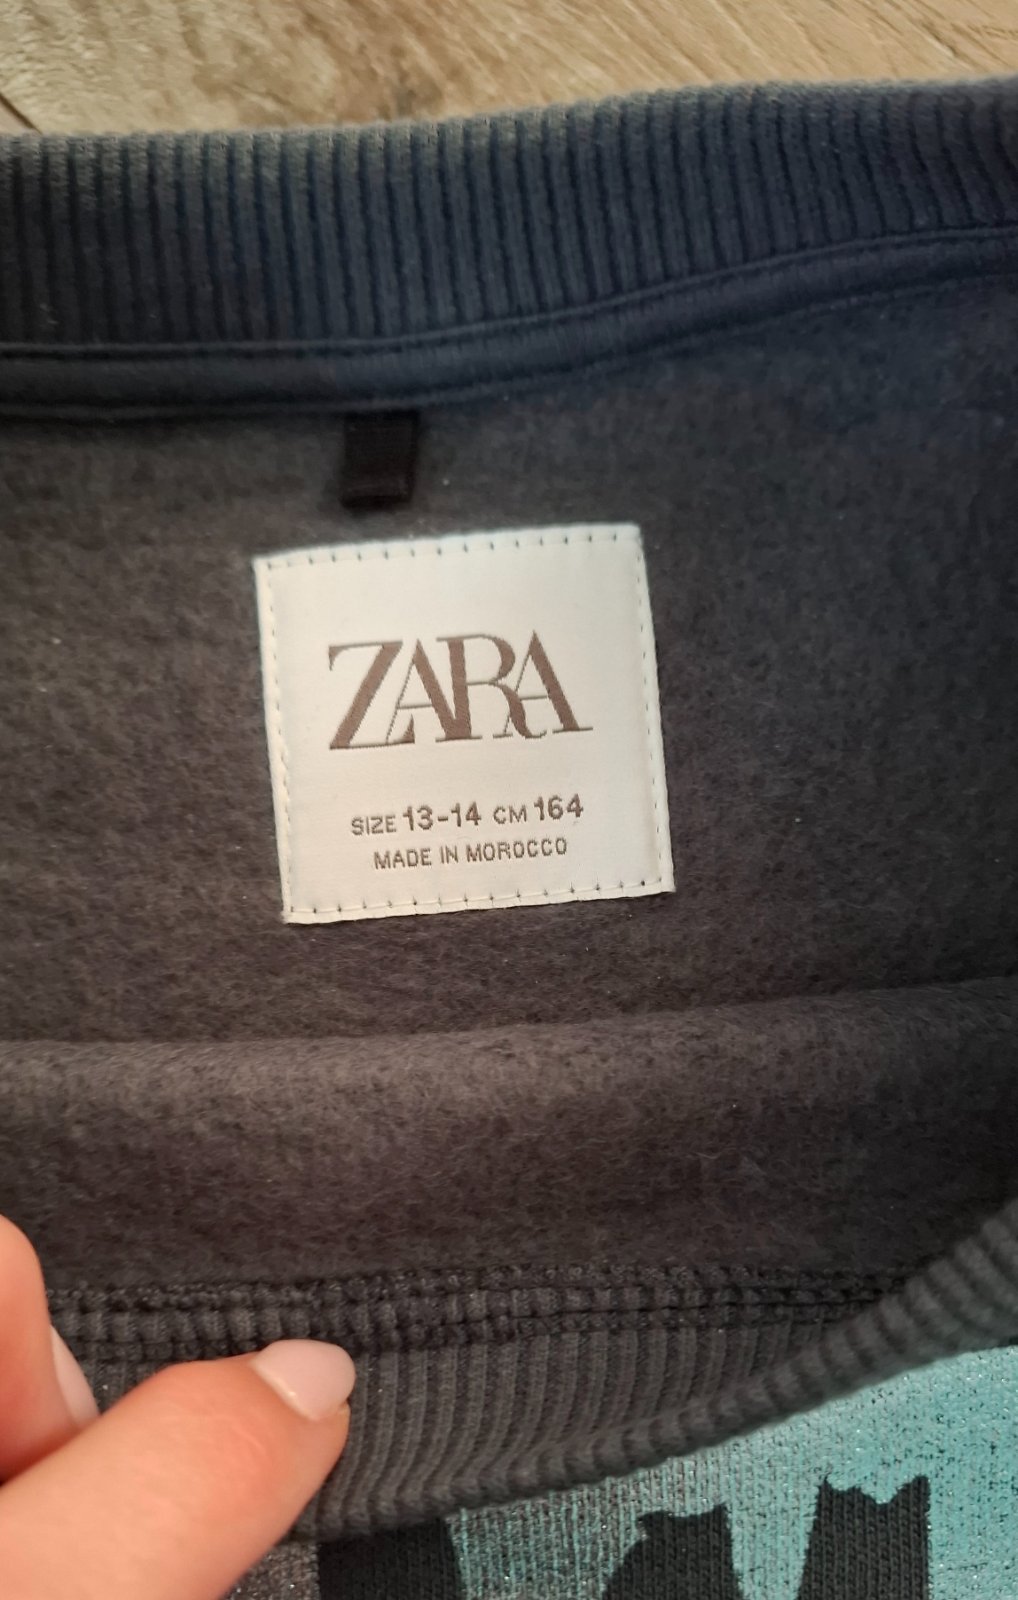 ZARA
SIZE 13-14 CM 164
MADE IN MOROCCO